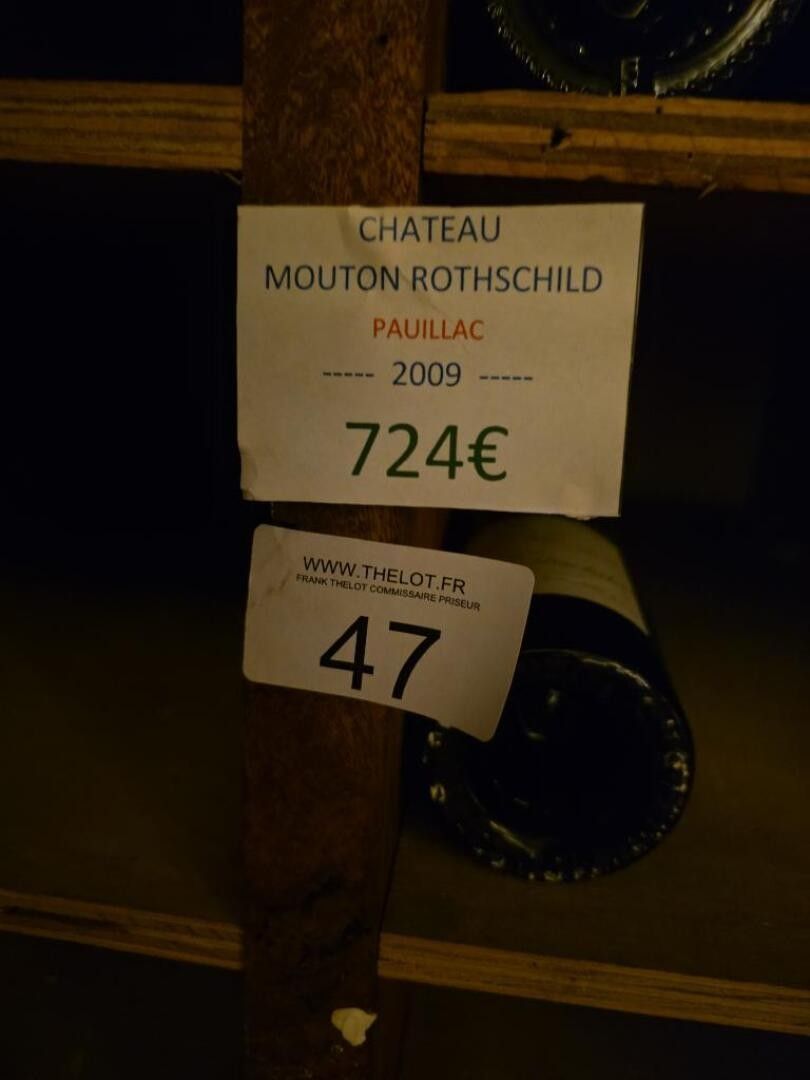 CHATEAU
MOUTON ROTHSCHILD
PAUILLAC
----- 2009 -----
724€
WWW.THELOT.FR
FRANK THELOT COMMISSAIRE PRISEUR
47